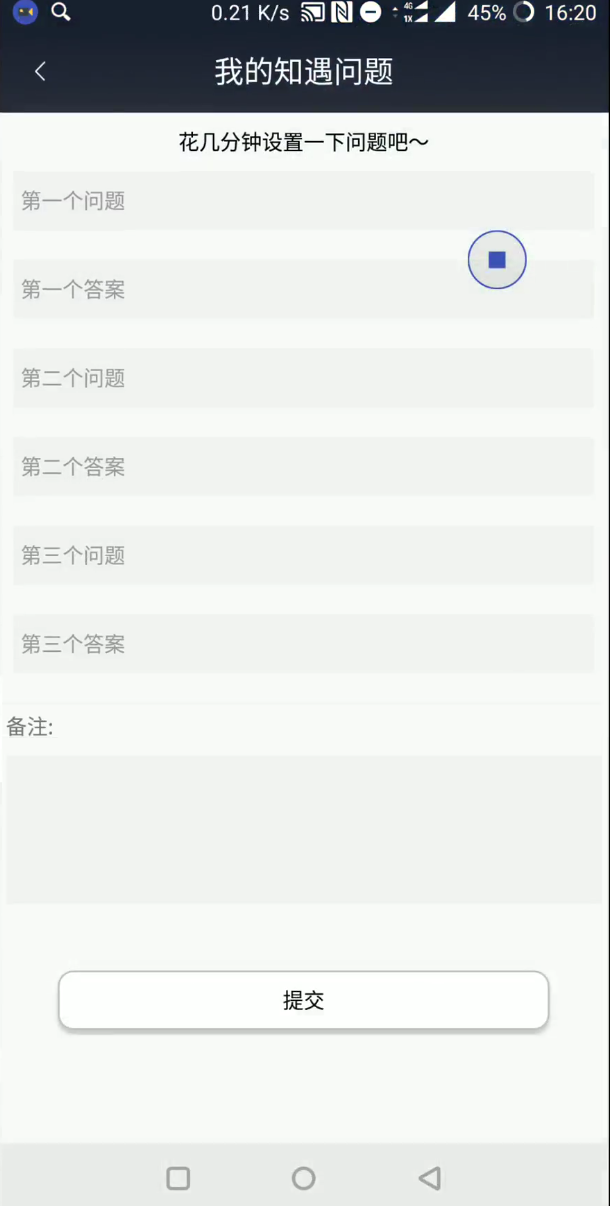 0.21 K/s 4G 1X 45% 16:20
我的知遇问题
花几分钟设置一下问题吧～
第一个问题
第一个答案
第二个问题
第二个答案
第三个问题
第三个答案
备注:
提交